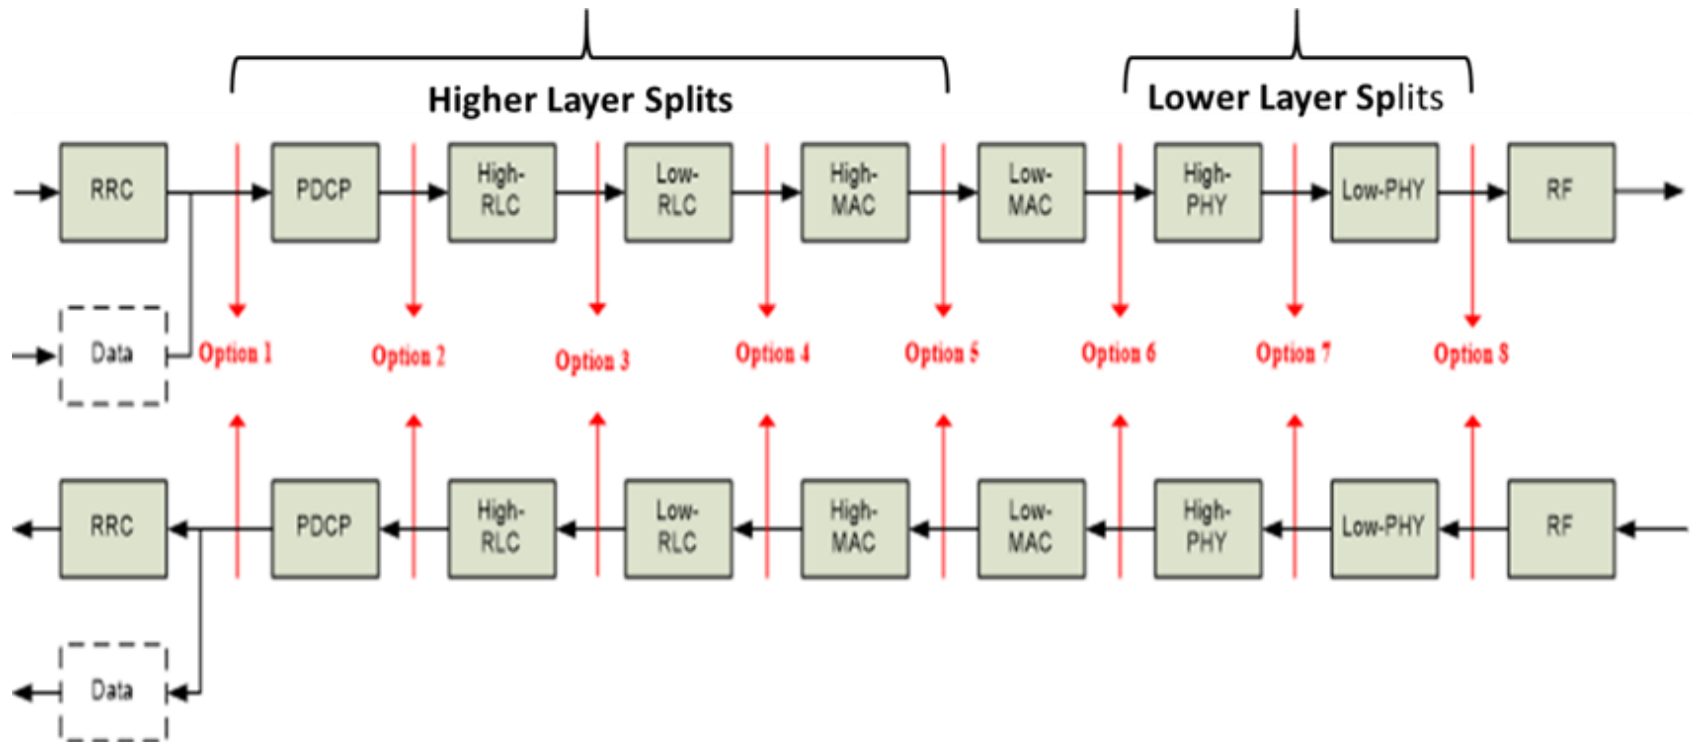 Higher Layer Splits
Lower Layer Splits
RRC
PDCP
High-
RLC
Low-
RLC
High-
MAC
Low-
MAC
High-
PHY
Low-PHY
RF
Data
Option 1
Option 2
Option 3
Option 4
Option 5
Option 6
Option 7
Option 8
RRC
PDCP
High-
RLC
Low-
RLC
High-
MAC
Low-
MAC
High-
PHY
Low-PHY
RF
Data